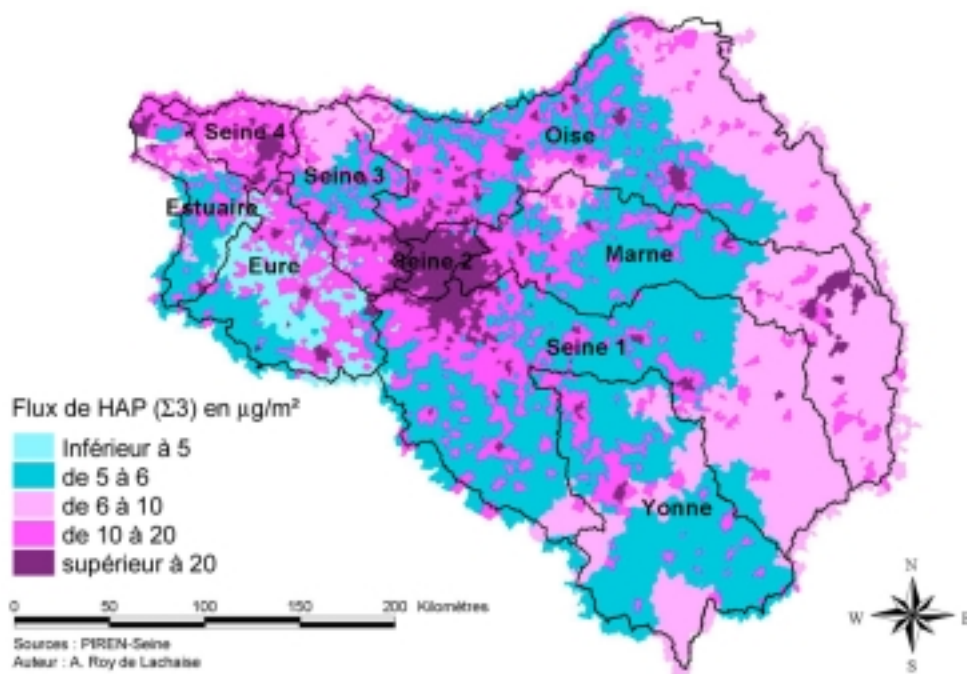 Oise
Seine 4
Seine 3
Estuaire
Seine 2
Marne
Eure
Seine 1
Yonne
Flux de HAP (Σ3) en µg/m²
Inférieur à 5
de 5 à 6
de 6 à 10
de 10 à 20
supérieur à 20
0 50 100 150 200 Kilomètres
Sources : PIREN-Seine
Auteur : A. Roy de Lachaise
N
W E
S